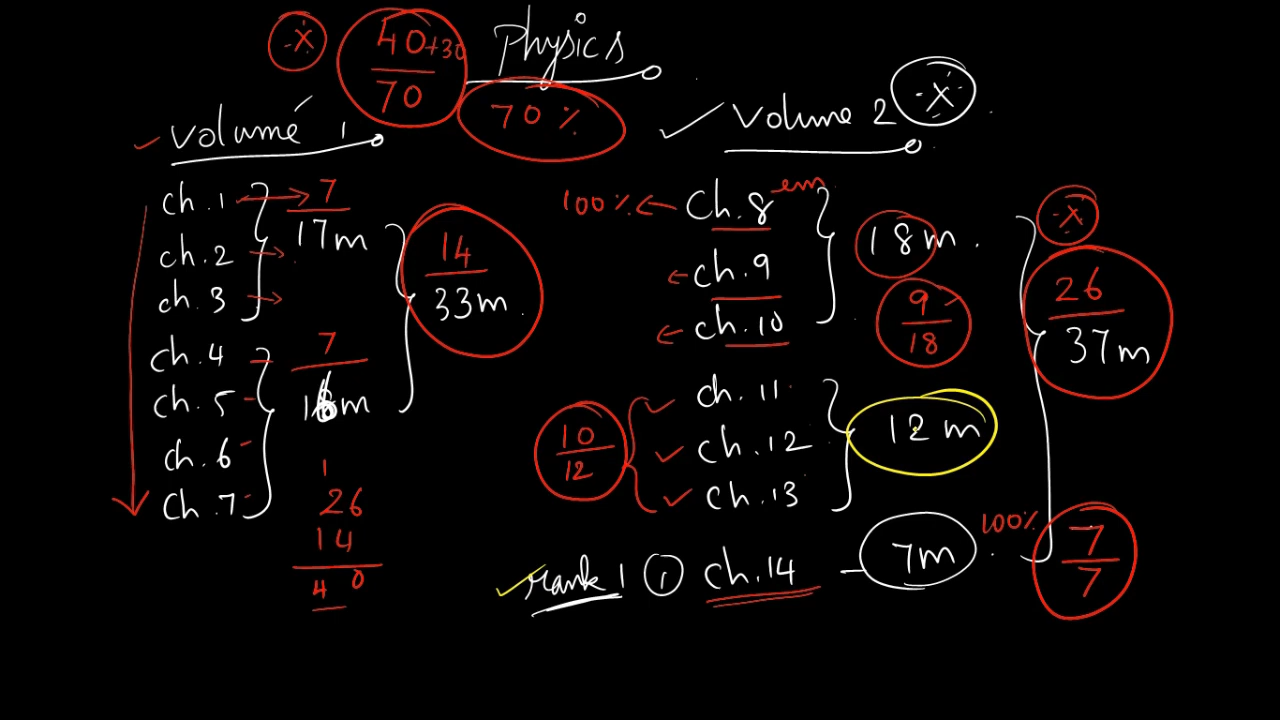 -x
40+30
70
Physics
70%
Volume 1
ch.1 → 7
17m
ch.2
ch.3
14
33m
ch.4
7
ch.5
16m
ch.6
ch.7
1
26
14
40
Volume 2
-x
100% ← ch.8 em
18m.
ch.9
9
18
ch.10
-x
26
37m
ch.11
12m
10
12
ch.12
ch.13
rank 1 ① ch.14 - 7m
100%
7
7